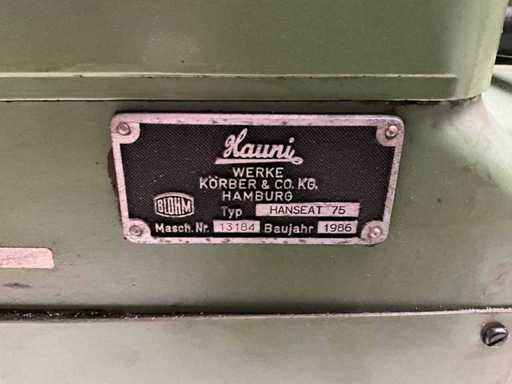 Hauni
WERKE
KÖRBER & CO. KG.
HAMBURG
BLOHM
Typ HANSEAT 75
Masch. Nr. 13184 Baujahr 1986